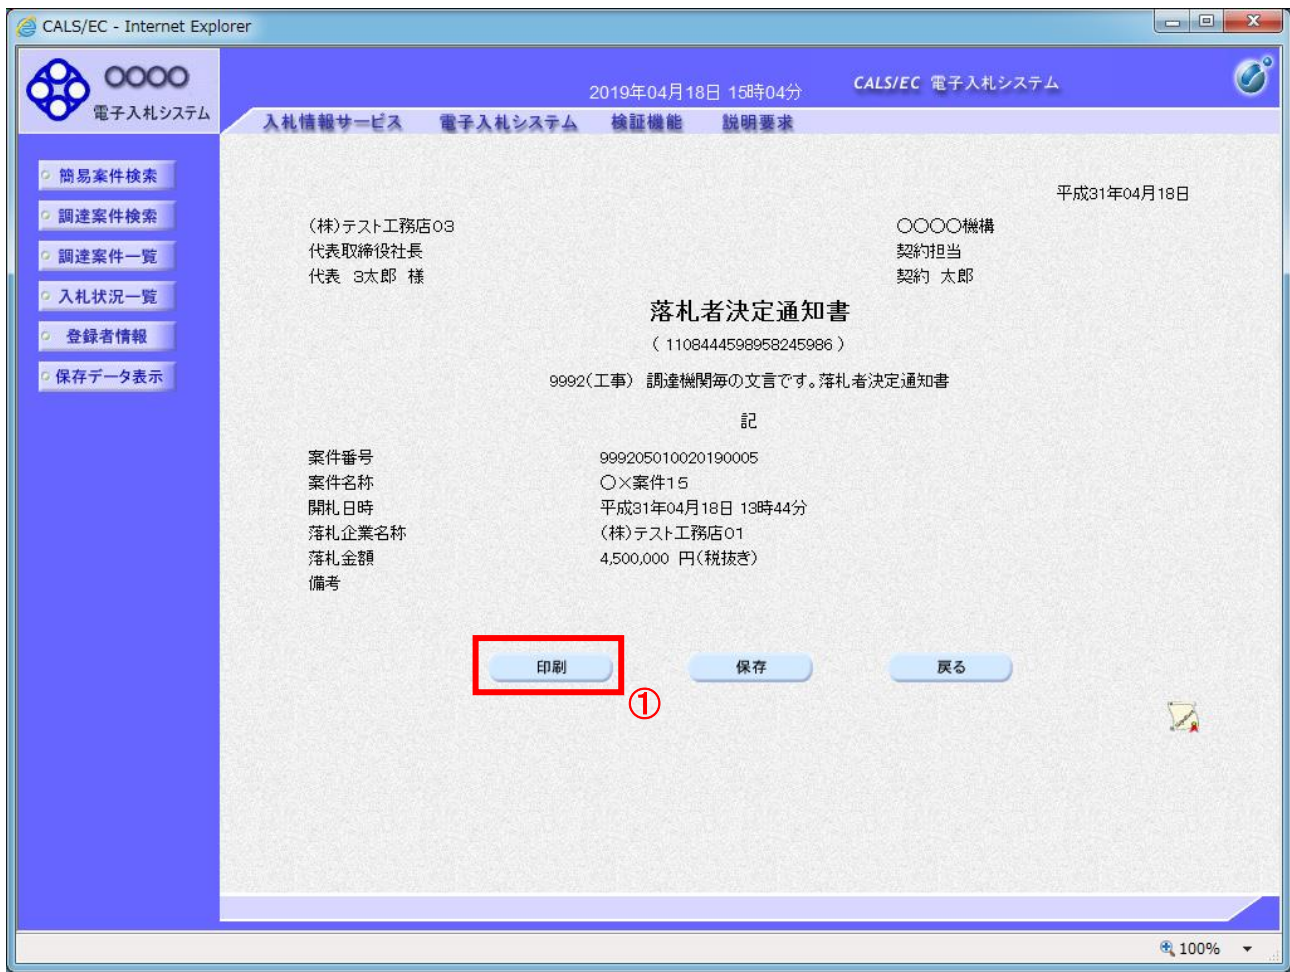 CALS/EC - Internet Explorer
〇〇〇〇
電子入札システム
2019年04月18日 15時04分
CALS/EC 電子入札システム
入札情報サービス 電子入札システム 検証機能 説明要求
簡易案件検索
調達案件検索
調達案件一覧
入札状況一覧
登録者情報
保存データ表示
平成31年04月18日
(株)テスト工務店03
代表取締役社長
代表 3太郎 様
〇〇〇〇機構
契約担当
契約 太郎
落札者決定通知書
( 1108444598958245986 )
9992(工事) 調達機関毎の文言です。落札者決定通知書
記
案件番号 999205010020190005
案件名称 〇×案件15
開札日時 平成31年04月18日 13時44分
落札企業名称 (株)テスト工務店01
落札金額 4,500,000 円(税抜き)
備考
印刷 保存 戻る
①
100%